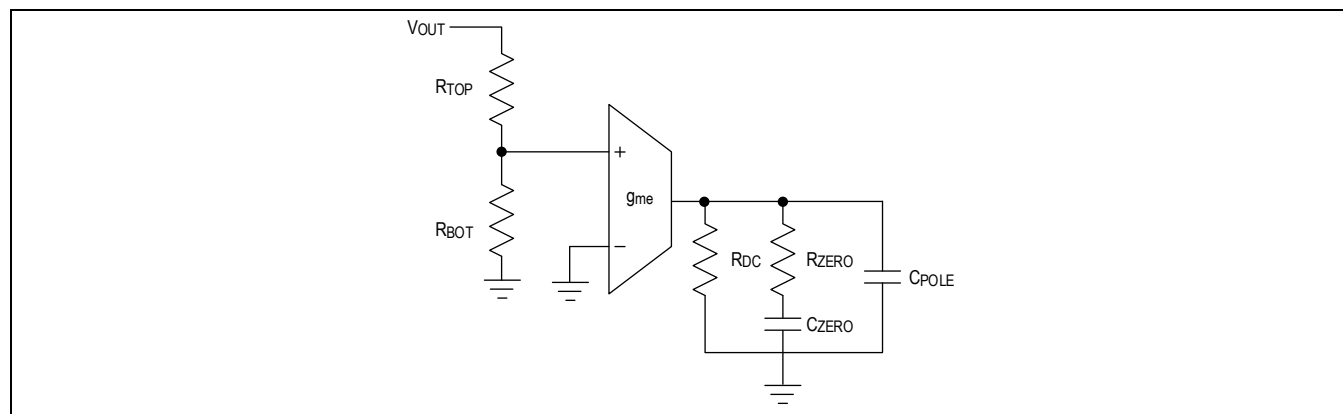 VOUT
RTOP
+
gme
RBOT
−
RDC
RZERO
CPOLE
CZERO